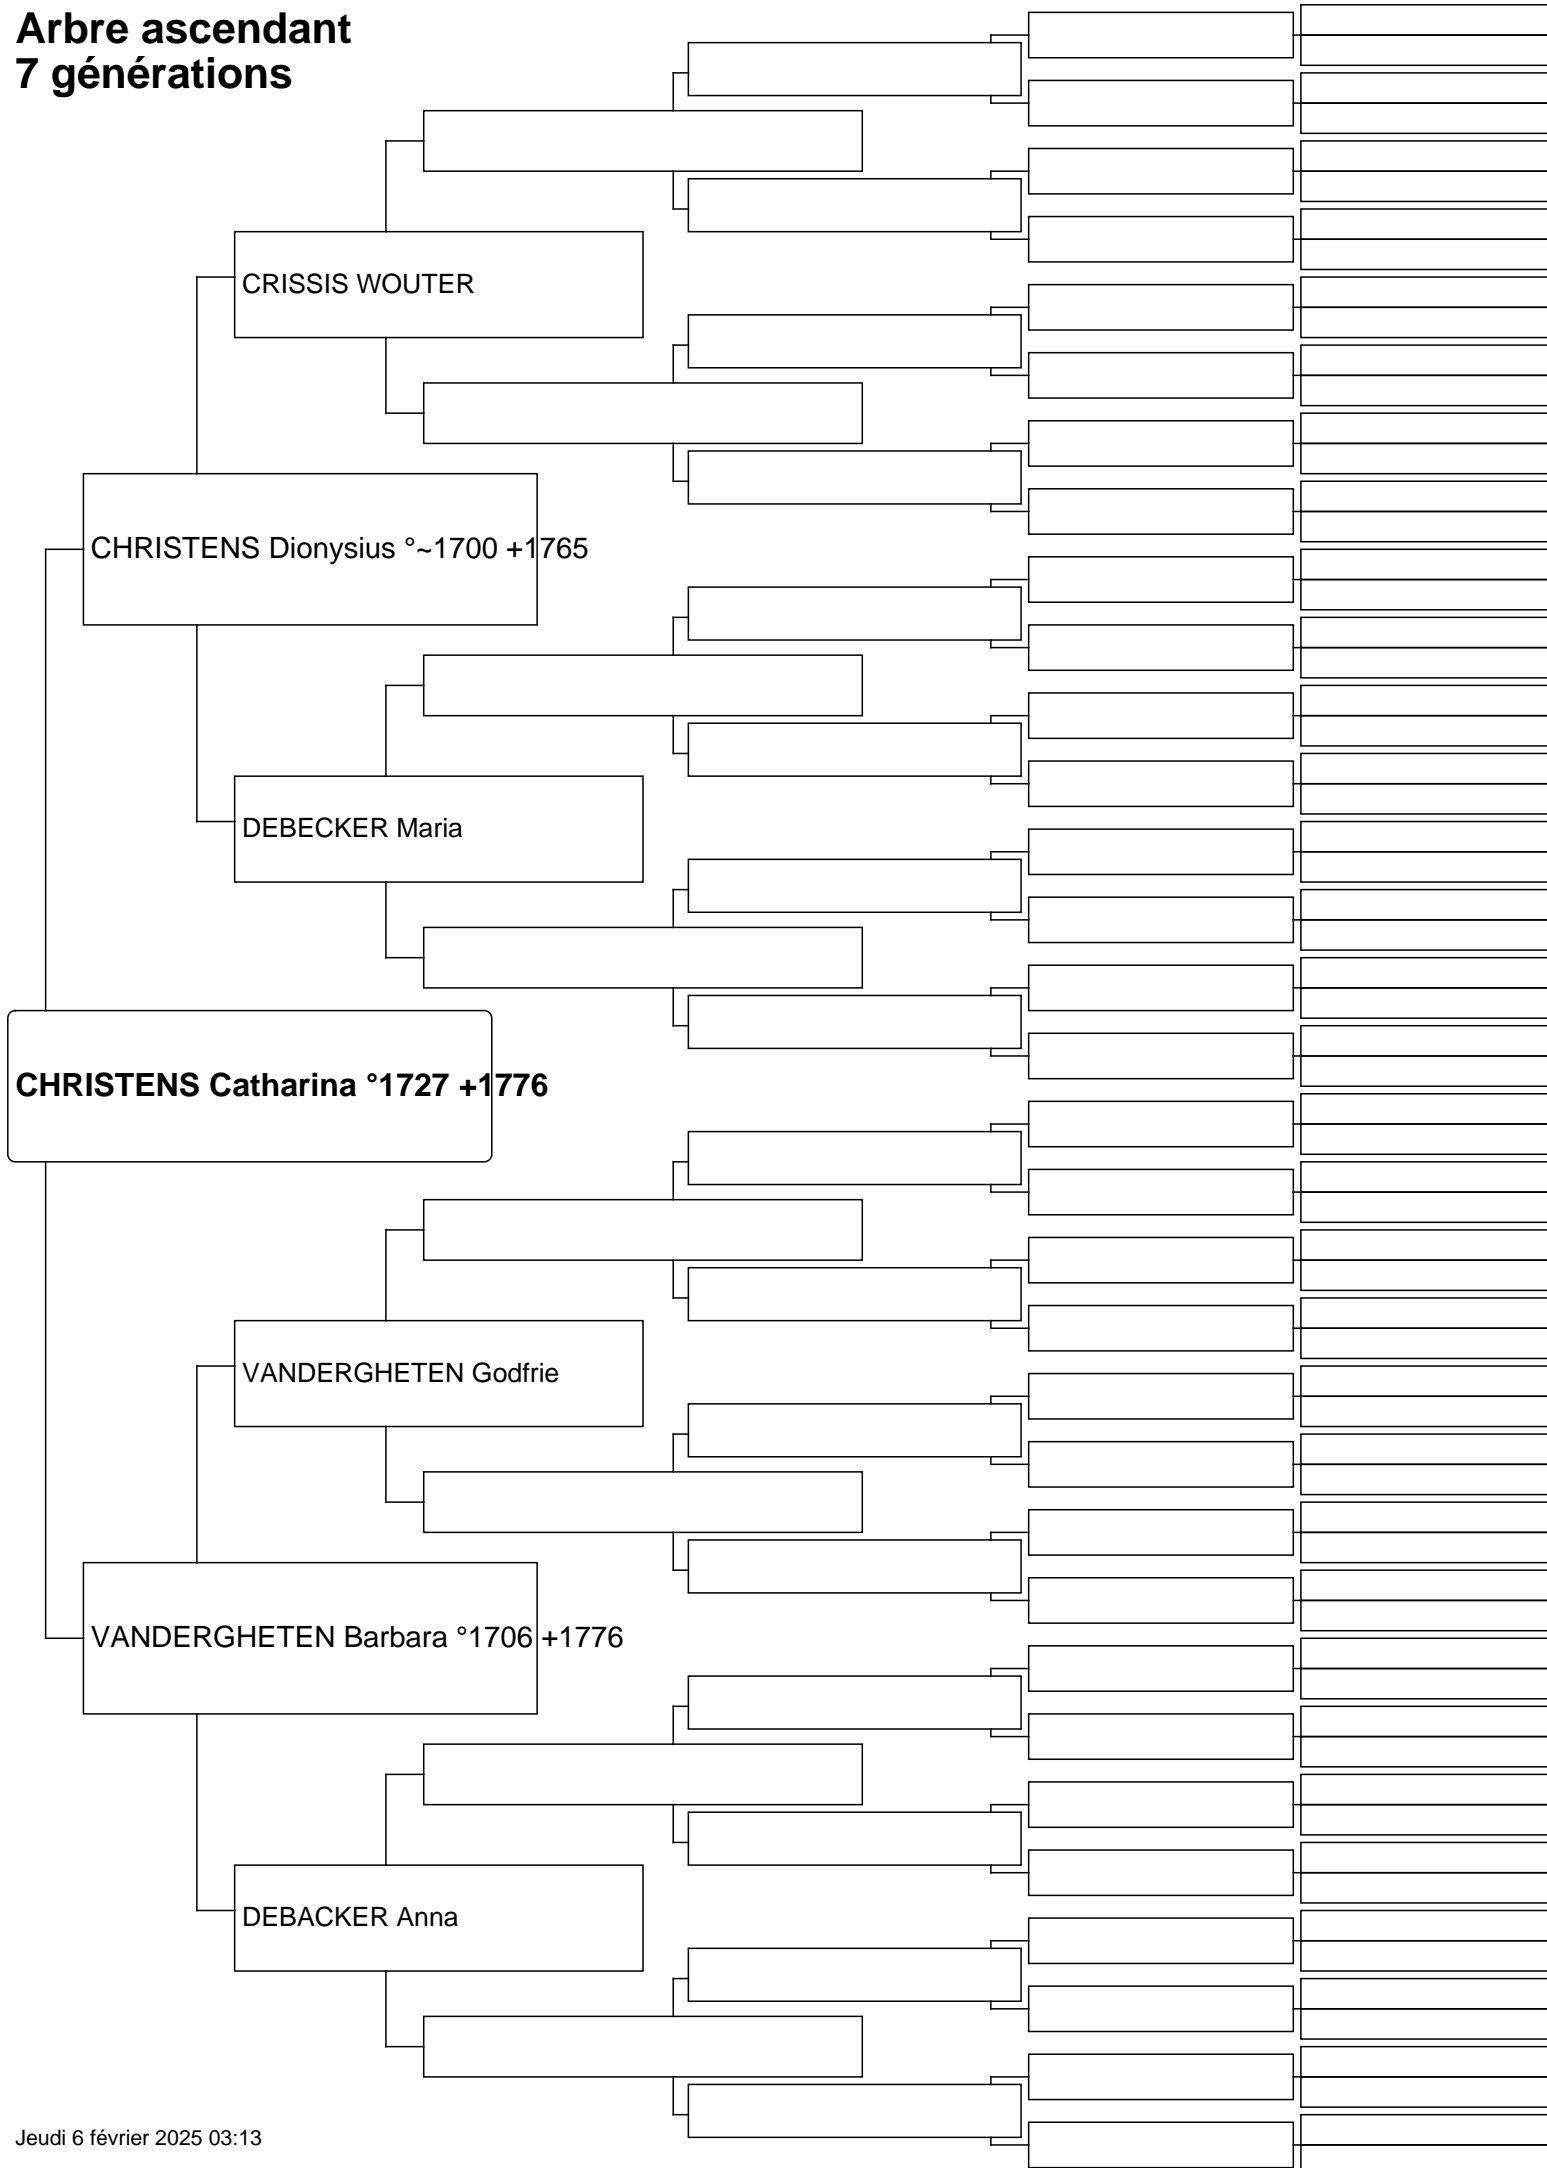 Arbre ascendant
7 générations
CRISSIS WOUTER
CHRISTENS Dionysius °~1700 +1765
DEBECKER Maria
CHRISTENS Catharina °1727 +1776
VANDERGHETEN Godfrie
VANDERGHETEN Barbara °1706 +1776
DEBACKER Anna
Jeudi 6 février 2025 03:13